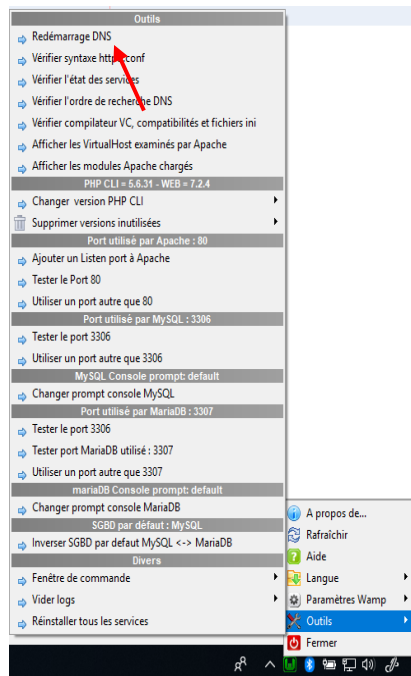 Outils
Redémarrage DNS
Vérifier syntaxe httpd.conf
Vérifier l'état des services
Vérifier l'ordre de recherche DNS
Vérifier compilateur VC, compatibilités et fichiers ini
Afficher les VirtualHost examinés par Apache
Afficher les modules Apache chargés
PHP CLI = 5.6.31 - WEB = 7.2.4
Changer version PHP CLI
Supprimer versions inutilisées
Port utilisé par Apache : 80
Ajouter un Listen port à Apache
Tester le Port 80
Utiliser un port autre que 80
Port utilisé par MySQL : 3306
Tester le port 3306
Utiliser un port autre que 3306
MySQL Console prompt: default
Changer prompt console MySQL
Port utilisé par MariaDB : 3307
Tester le port 3306
Tester port MariaDB utilisé : 3307
Utiliser un port autre que 3307
mariaDB Console prompt: default
Changer prompt console MariaDB
SGBD par défaut : MySQL
Inverser SGBD par defaut MySQL <-> MariaDB
Divers
Fenêtre de commande
Vider logs
Réinstaller tous les services
A propos de...
Rafraîchir
Aide
Langue
Paramètres Wamp
Outils
Fermer